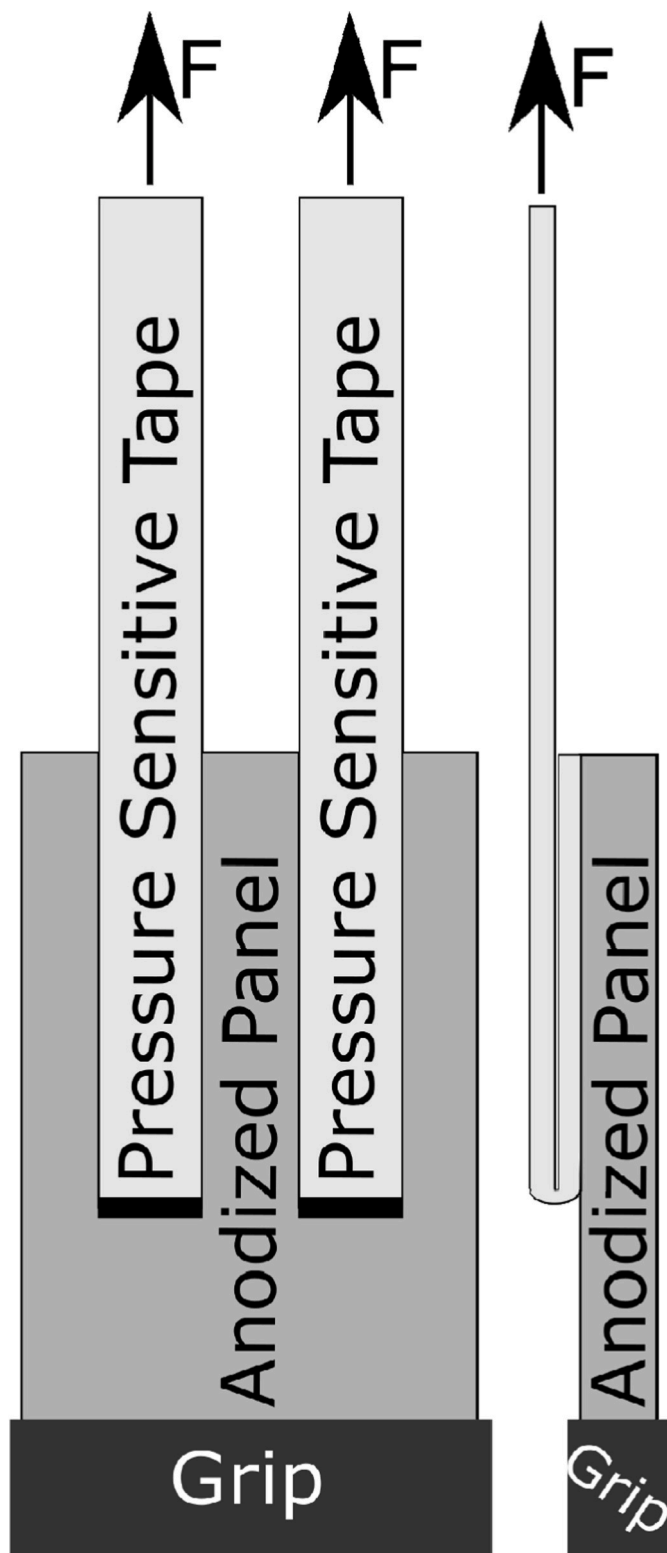 F
F
F
Pressure Sensitive Tape
Anodized Panel
Pressure Sensitive Tape
Anodized Panel
Grip
Grip